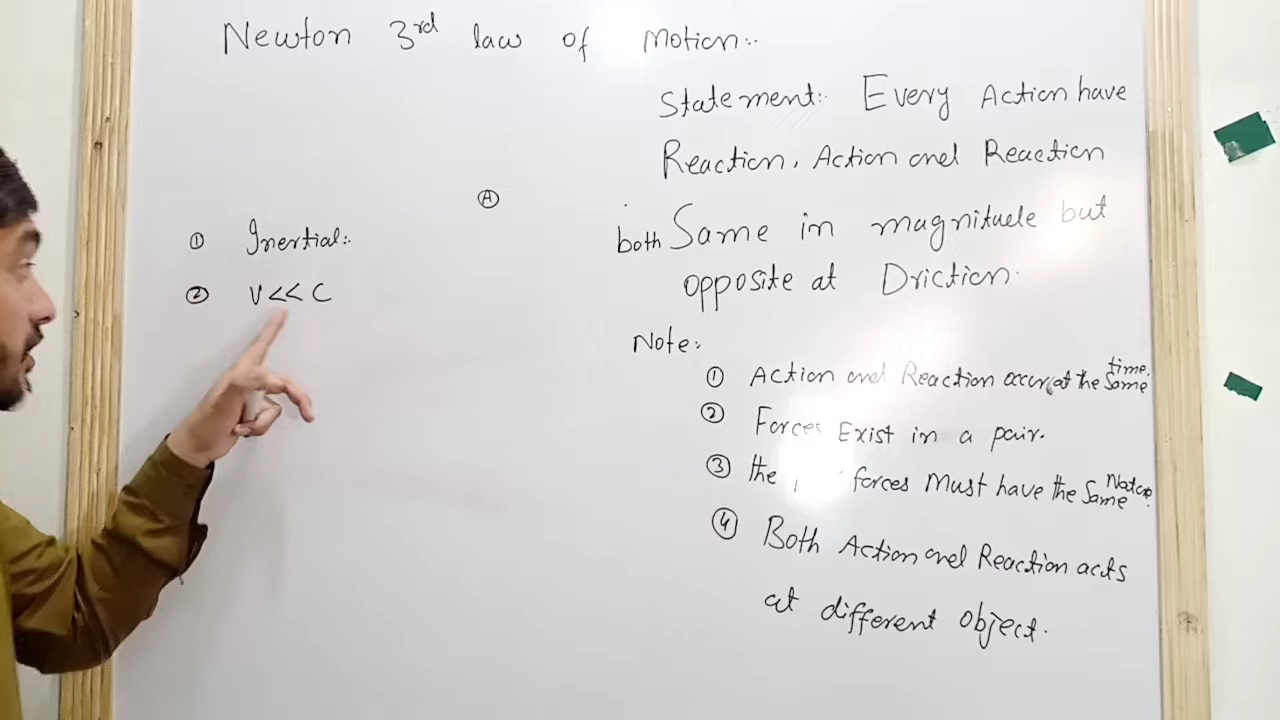 Newton 3rd law of Motion:.
Statement:. Every Action have
Reaction. Action and Reaction
both Same in magnitude but
opposite at Driction.
A
① Inertial:.
② V<< C
Note:
① Action and Reaction occur at the Same time.
② Forces Exist in a pair.
③ the forces Must have the Same
④ Both Action and Reaction acts
at different object.